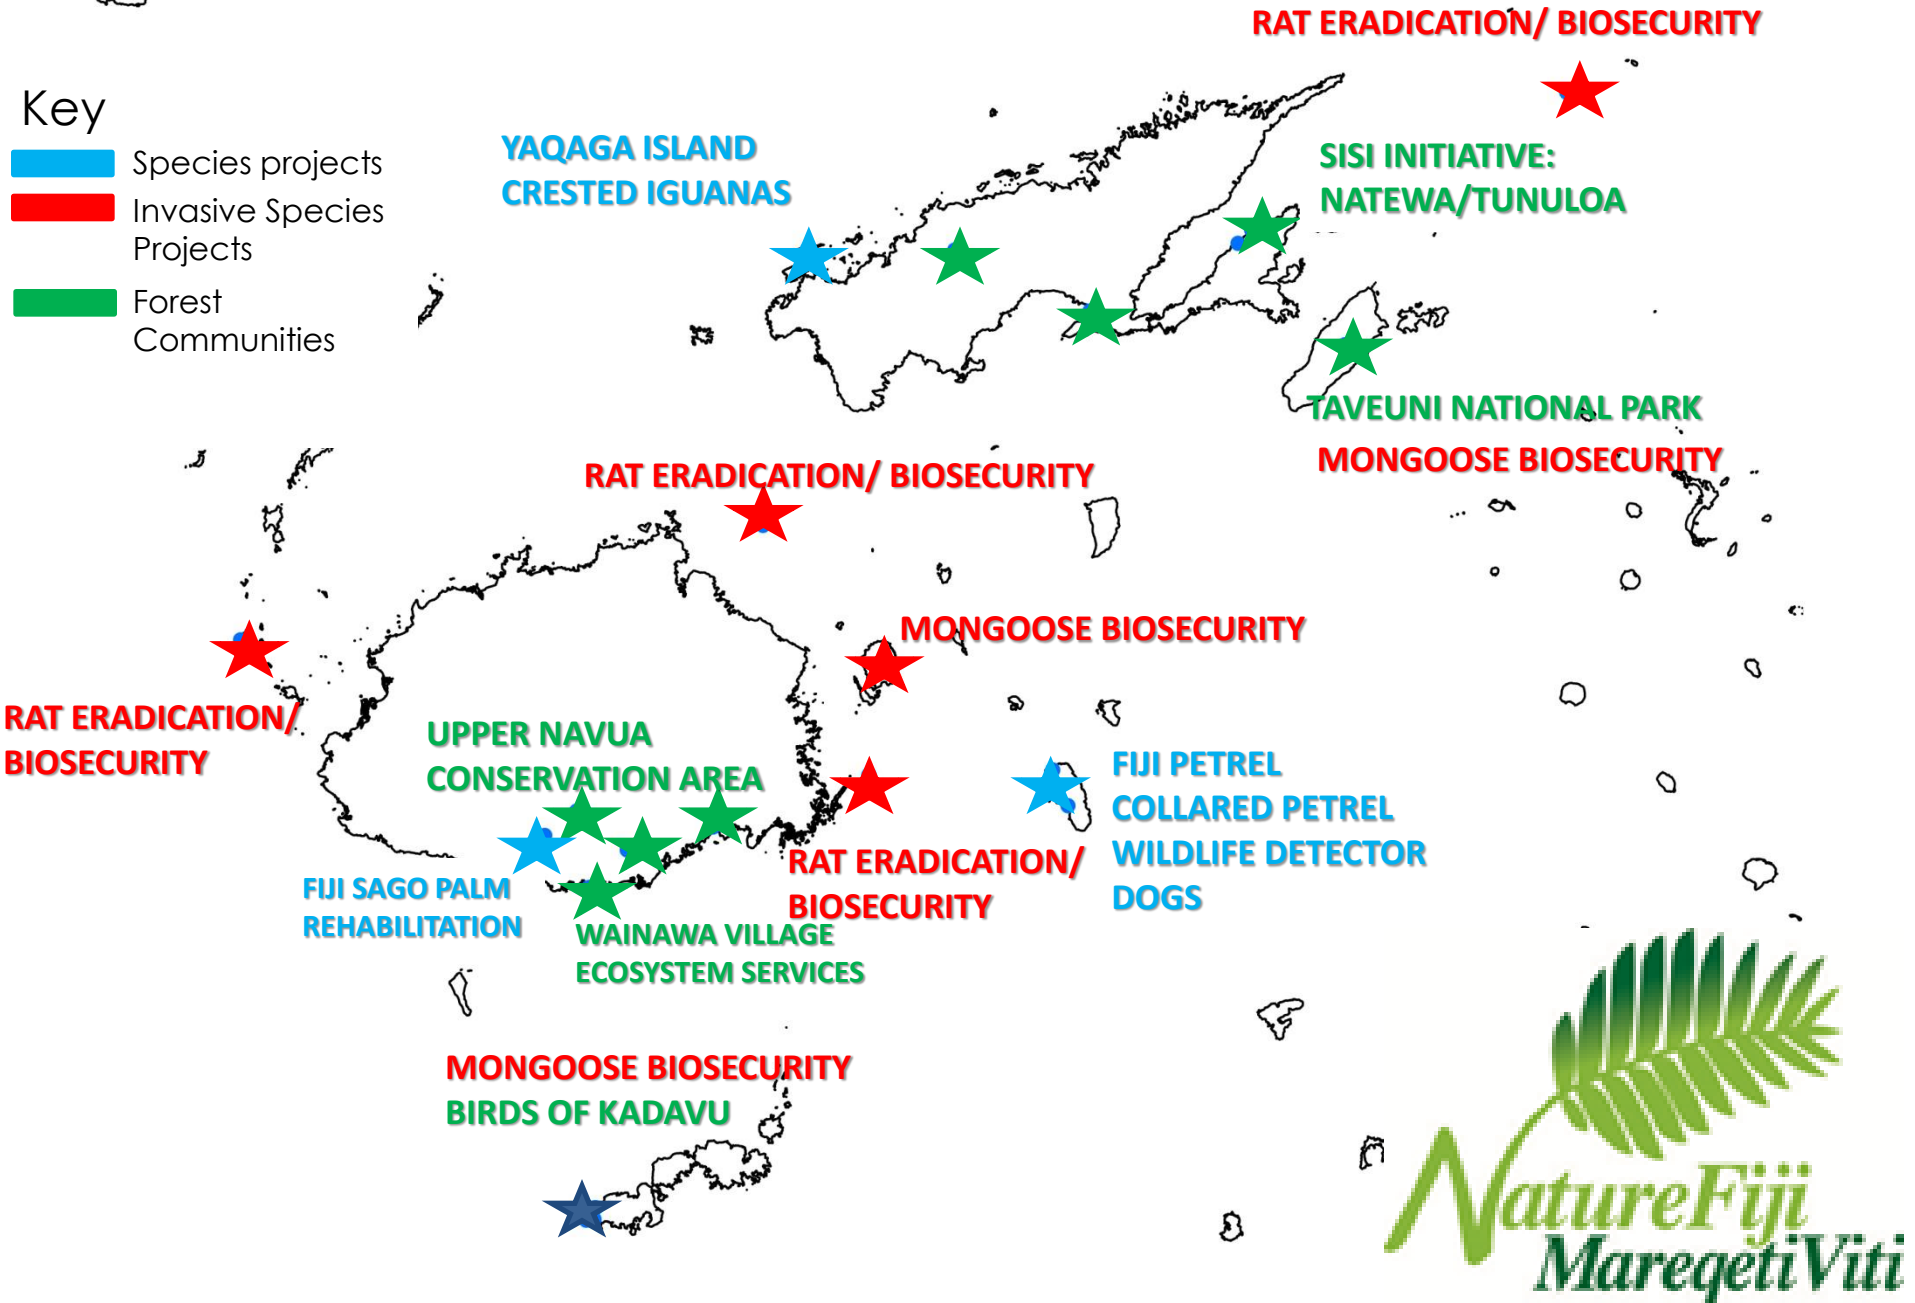 RAT ERADICATION/ BIOSECURITY
Key
Species projects
Invasive Species
Projects
Forest
Communities
YAQAGA ISLAND
CRESTED IGUANAS
SISI INITIATIVE:
NATEWA/TUNULOA
TAVEUNI NATIONAL PARK
MONGOOSE BIOSECURITY
RAT ERADICATION/ BIOSECURITY
MONGOOSE BIOSECURITY
RAT ERADICATION/
BIOSECURITY
UPPER NAVUA
CONSERVATION AREA
FIJI PETREL
COLLARED PETREL
WILDLIFE DETECTOR
DOGS
RAT ERADICATION/
BIOSECURITY
FIJI SAGO PALM
REHABILITATION
WAINAWA VILLAGE
ECOSYSTEM SERVICES
MONGOOSE BIOSECURITY
BIRDS OF KADAVU
NatureFiji
MareqetiViti